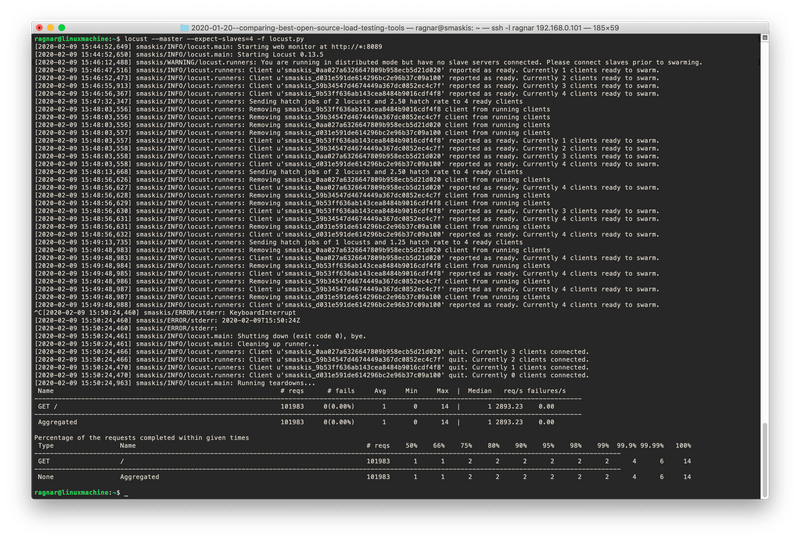 2020-01-20--comparing-best-open-source-load-testing-tools — ragnar@smaskis: ~ — ssh -l ragnar 192.168.0.101 — 185×59
ragnar@linuxmachine:~$ locust --master --expect-slaves=4 -f locust.py
[2020-02-09 15:44:52,649] smaskis/INFO/locust.main: Starting web monitor at http://*:8089
[2020-02-09 15:44:52,650] smaskis/INFO/locust.main: Starting Locust 0.13.5
[2020-02-09 15:46:12,488] smaskis/WARNING/locust.runners: You are running in distributed mode but have no slave servers connected. Please connect slaves prior to swarming.
[2020-02-09 15:46:47,516] smaskis/INFO/locust.runners: Client u'smaskis_0aa027a6326647809b958ecb5d21d020' reported as ready. Currently 1 clients ready to swarm.
[2020-02-09 15:46:52,473] smaskis/INFO/locust.runners: Client u'smaskis_d031e591de614296bc2e96b37c09a100' reported as ready. Currently 2 clients ready to swarm.
[2020-02-09 15:46:55,913] smaskis/INFO/locust.runners: Client u'smaskis_59b34547d4674449a367dc0852ec4c7f' reported as ready. Currently 3 clients ready to swarm.
[2020-02-09 15:46:56,367] smaskis/INFO/locust.runners: Client u'smaskis_9b53ff636ab143cea8484b9016cdf4f8' reported as ready. Currently 4 clients ready to swarm.
[2020-02-09 15:47:32,347] smaskis/INFO/locust.runners: Sending hatch jobs of 2 locusts and 2.50 hatch rate to 4 ready clients
[2020-02-09 15:48:03,556] smaskis/INFO/locust.runners: Removing smaskis_9b53ff636ab143cea8484b9016cdf4f8 client from running clients
[2020-02-09 15:48:03,556] smaskis/INFO/locust.runners: Removing smaskis_59b34547d4674449a367dc0852ec4c7f client from running clients
[2020-02-09 15:48:03,556] smaskis/INFO/locust.runners: Removing smaskis_0aa027a6326647809b958ecb5d21d020 client from running clients
[2020-02-09 15:48:03,557] smaskis/INFO/locust.runners: Removing smaskis_d031e591de614296bc2e96b37c09a100 client from running clients
[2020-02-09 15:48:03,557] smaskis/INFO/locust.runners: Client u'smaskis_9b53ff636ab143cea8484b9016cdf4f8' reported as ready. Currently 1 clients ready to swarm.
[2020-02-09 15:48:03,558] smaskis/INFO/locust.runners: Client u'smaskis_59b34547d4674449a367dc0852ec4c7f' reported as ready. Currently 2 clients ready to swarm.
[2020-02-09 15:48:03,558] smaskis/INFO/locust.runners: Client u'smaskis_0aa027a6326647809b958ecb5d21d020' reported as ready. Currently 3 clients ready to swarm.
[2020-02-09 15:48:03,558] smaskis/INFO/locust.runners: Client u'smaskis_d031e591de614296bc2e96b37c09a100' reported as ready. Currently 4 clients ready to swarm.
[2020-02-09 15:48:13,668] smaskis/INFO/locust.runners: Sending hatch jobs of 2 locusts and 2.50 hatch rate to 4 ready clients
[2020-02-09 15:48:56,626] smaskis/INFO/locust.runners: Removing smaskis_0aa027a6326647809b958ecb5d21d020 client from running clients
[2020-02-09 15:48:56,627] smaskis/INFO/locust.runners: Client u'smaskis_0aa027a6326647809b958ecb5d21d020' reported as ready. Currently 4 clients ready to swarm.
[2020-02-09 15:48:56,628] smaskis/INFO/locust.runners: Removing smaskis_59b34547d4674449a367dc0852ec4c7f client from running clients
[2020-02-09 15:48:56,629] smaskis/INFO/locust.runners: Removing smaskis_9b53ff636ab143cea8484b9016cdf4f8 client from running clients
[2020-02-09 15:48:56,630] smaskis/INFO/locust.runners: Client u'smaskis_9b53ff636ab143cea8484b9016cdf4f8' reported as ready. Currently 3 clients ready to swarm.
[2020-02-09 15:48:56,631] smaskis/INFO/locust.runners: Client u'smaskis_59b34547d4674449a367dc0852ec4c7f' reported as ready. Currently 4 clients ready to swarm.
[2020-02-09 15:48:56,631] smaskis/INFO/locust.runners: Removing smaskis_d031e591de614296bc2e96b37c09a100 client from running clients
[2020-02-09 15:48:56,632] smaskis/INFO/locust.runners: Client u'smaskis_d031e591de614296bc2e96b37c09a100' reported as ready. Currently 4 clients ready to swarm.
[2020-02-09 15:49:13,735] smaskis/INFO/locust.runners: Sending hatch jobs of 1 locusts and 1.25 hatch rate to 4 ready clients
[2020-02-09 15:49:48,983] smaskis/INFO/locust.runners: Removing smaskis_0aa027a6326647809b958ecb5d21d020 client from running clients
[2020-02-09 15:49:48,983] smaskis/INFO/locust.runners: Client u'smaskis_0aa027a6326647809b958ecb5d21d020' reported as ready. Currently 4 clients ready to swarm.
[2020-02-09 15:49:48,984] smaskis/INFO/locust.runners: Removing smaskis_9b53ff636ab143cea8484b9016cdf4f8 client from running clients
[2020-02-09 15:49:48,985] smaskis/INFO/locust.runners: Client u'smaskis_9b53ff636ab143cea8484b9016cdf4f8' reported as ready. Currently 4 clients ready to swarm.
[2020-02-09 15:49:48,986] smaskis/INFO/locust.runners: Removing smaskis_59b34547d4674449a367dc0852ec4c7f client from running clients
[2020-02-09 15:49:48,987] smaskis/INFO/locust.runners: Client u'smaskis_59b34547d4674449a367dc0852ec4c7f' reported as ready. Currently 4 clients ready to swarm.
[2020-02-09 15:49:48,987] smaskis/INFO/locust.runners: Removing smaskis_d031e591de614296bc2e96b37c09a100 client from running clients
[2020-02-09 15:49:48,988] smaskis/INFO/locust.runners: Client u'smaskis_d031e591de614296bc2e96b37c09a100' reported as ready. Currently 4 clients ready to swarm.
^C[2020-02-09 15:50:24,460] smaskis/ERROR/stderr: KeyboardInterrupt
[2020-02-09 15:50:24,460] smaskis/ERROR/stderr: 2020-02-09T15:50:24Z
[2020-02-09 15:50:24,460] smaskis/ERROR/stderr:
[2020-02-09 15:50:24,461] smaskis/INFO/locust.main: Shutting down (exit code 0), bye.
[2020-02-09 15:50:24,461] smaskis/INFO/locust.main: Cleaning up runner...
[2020-02-09 15:50:24,466] smaskis/INFO/locust.runners: Client u'smaskis_0aa027a6326647809b958ecb5d21d020' quit. Currently 3 clients connected.
[2020-02-09 15:50:24,466] smaskis/INFO/locust.runners: Client u'smaskis_59b34547d4674449a367dc0852ec4c7f' quit. Currently 2 clients connected.
[2020-02-09 15:50:24,470] smaskis/INFO/locust.runners: Client u'smaskis_9b53ff636ab143cea8484b9016cdf4f8' quit. Currently 1 clients connected.
[2020-02-09 15:50:24,470] smaskis/INFO/locust.runners: Client u'smaskis_d031e591de614296bc2e96b37c09a100' quit. Currently 0 clients connected.
[2020-02-09 15:50:24,963] smaskis/INFO/locust.main: Running teardowns...
Name # reqs # fails Avg Min Max | Median req/s failures/s
GET / 101983 0(0.00%) 1 0 14 | 1 2893.23 0.00
Aggregated 101983 0(0.00%) 1 0 14 | 1 2893.23 0.00
Percentage of the requests completed within given times
Type Name # reqs 50% 66% 75% 80% 90% 95% 98% 99% 99.9% 99.99% 100%
GET / 101983 1 1 2 2 2 2 2 2 4 6 14
None Aggregated 101983 1 1 2 2 2 2 2 2 4 6 14
ragnar@linuxmachine:~$ _